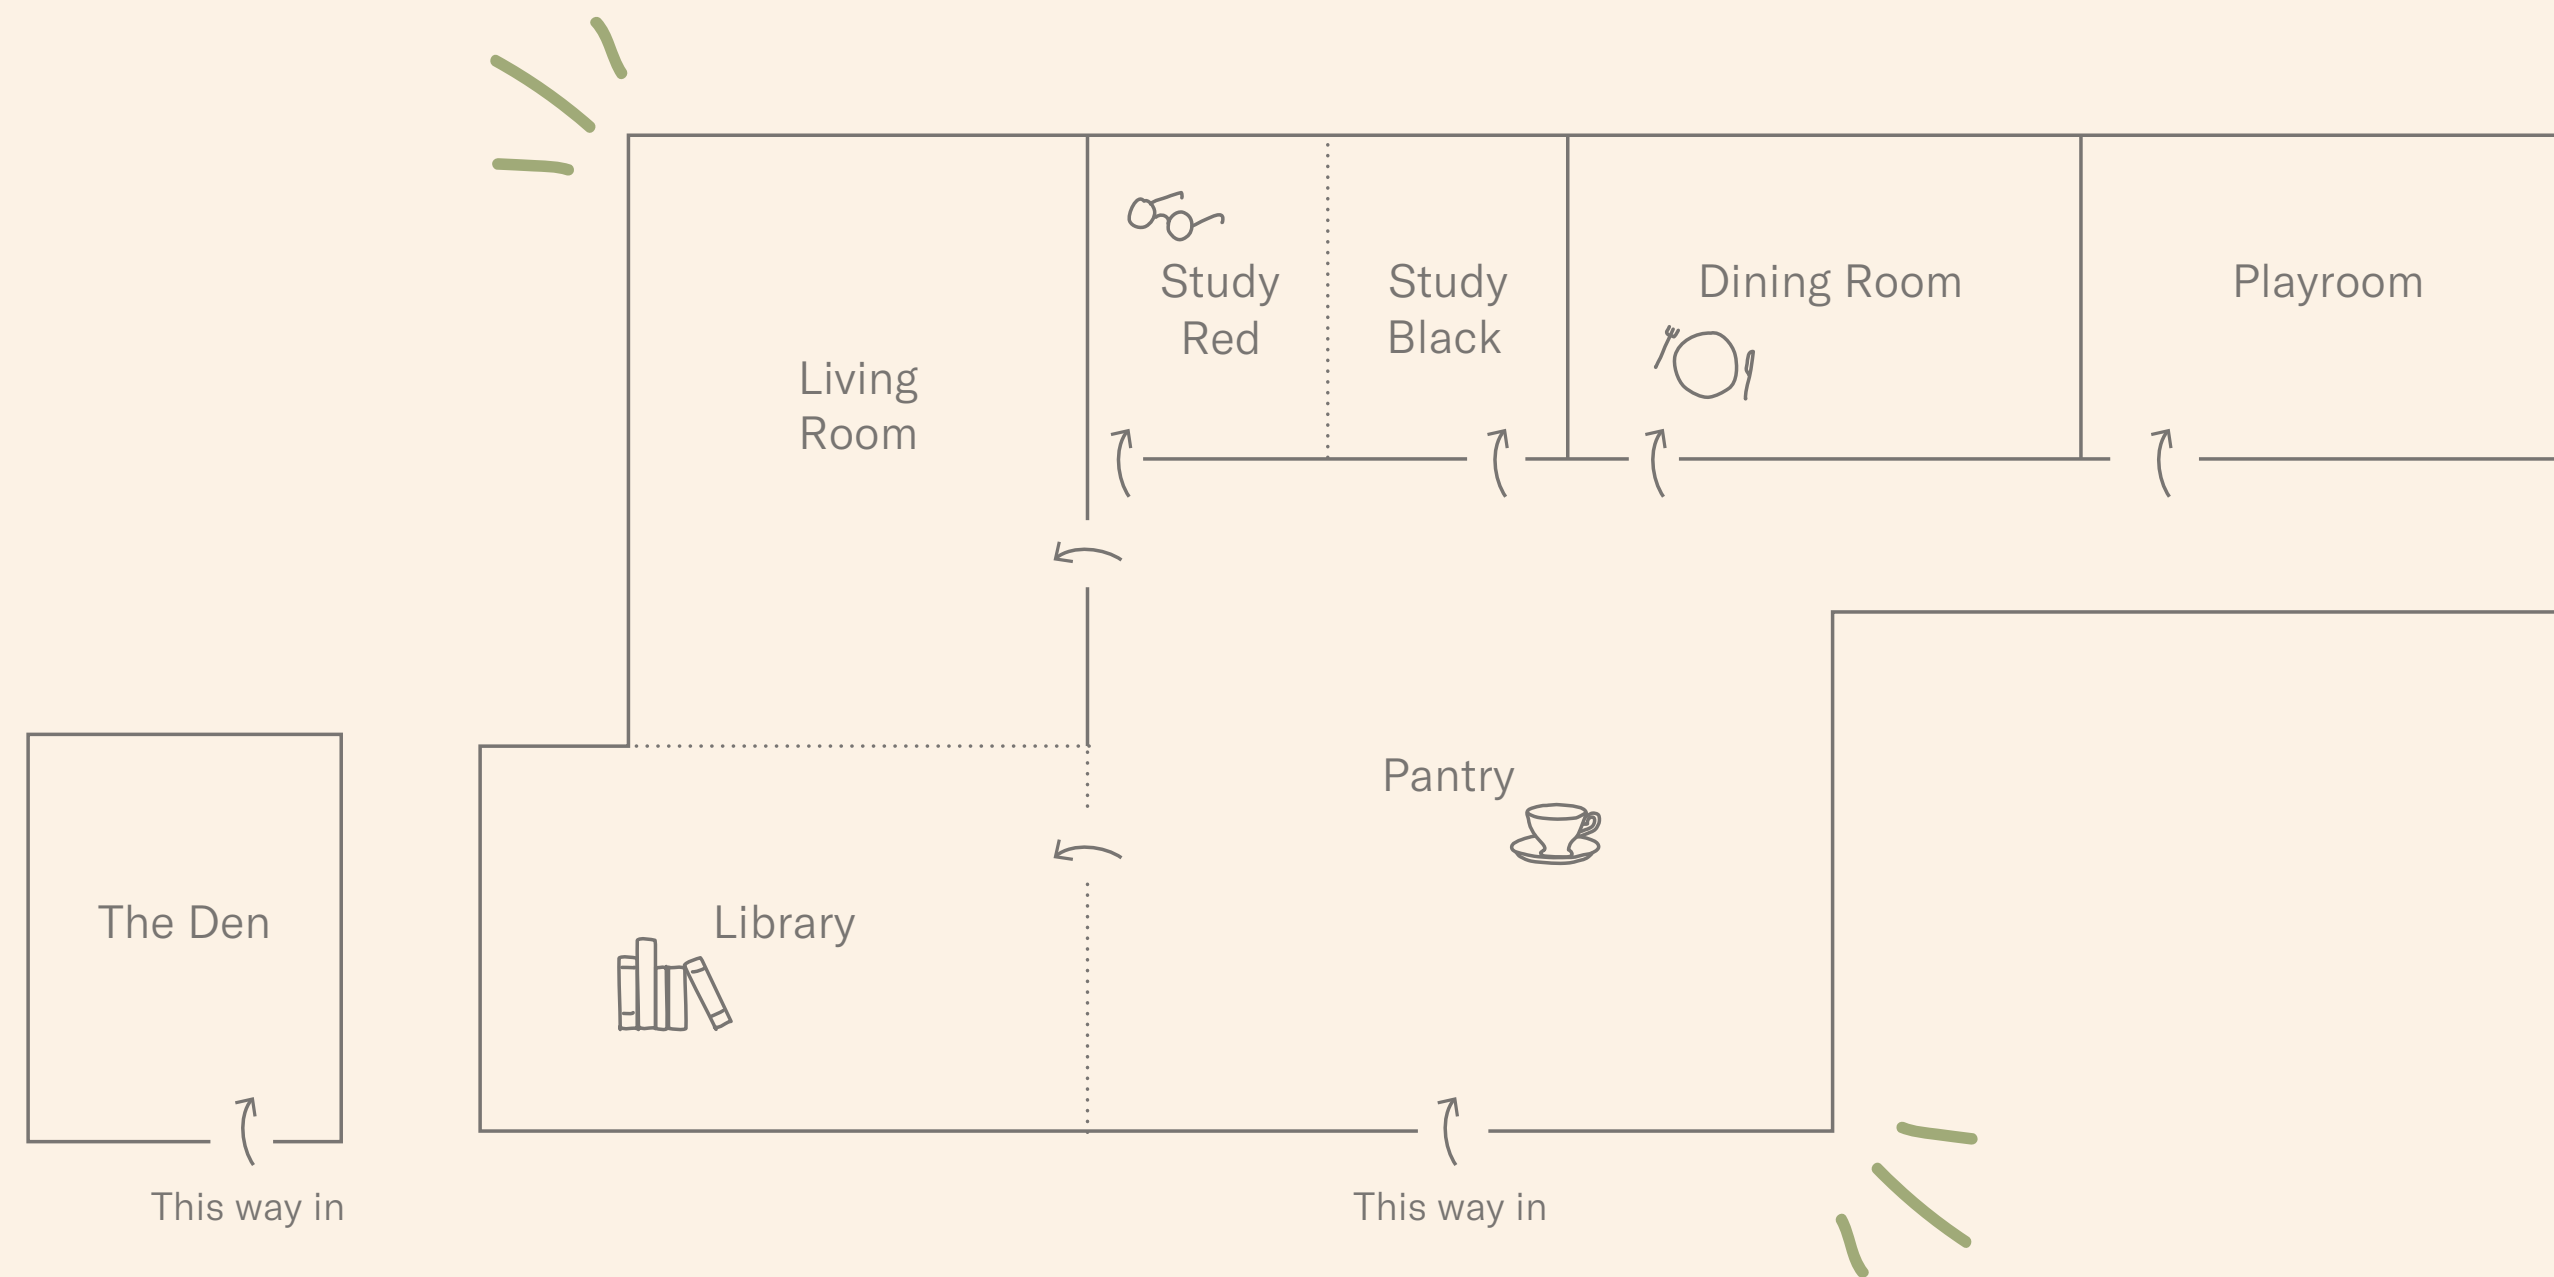 Study
Red
Study
Black
Dining Room
Playroom
Living
Room
Pantry
The Den
Library
This way in
This way in